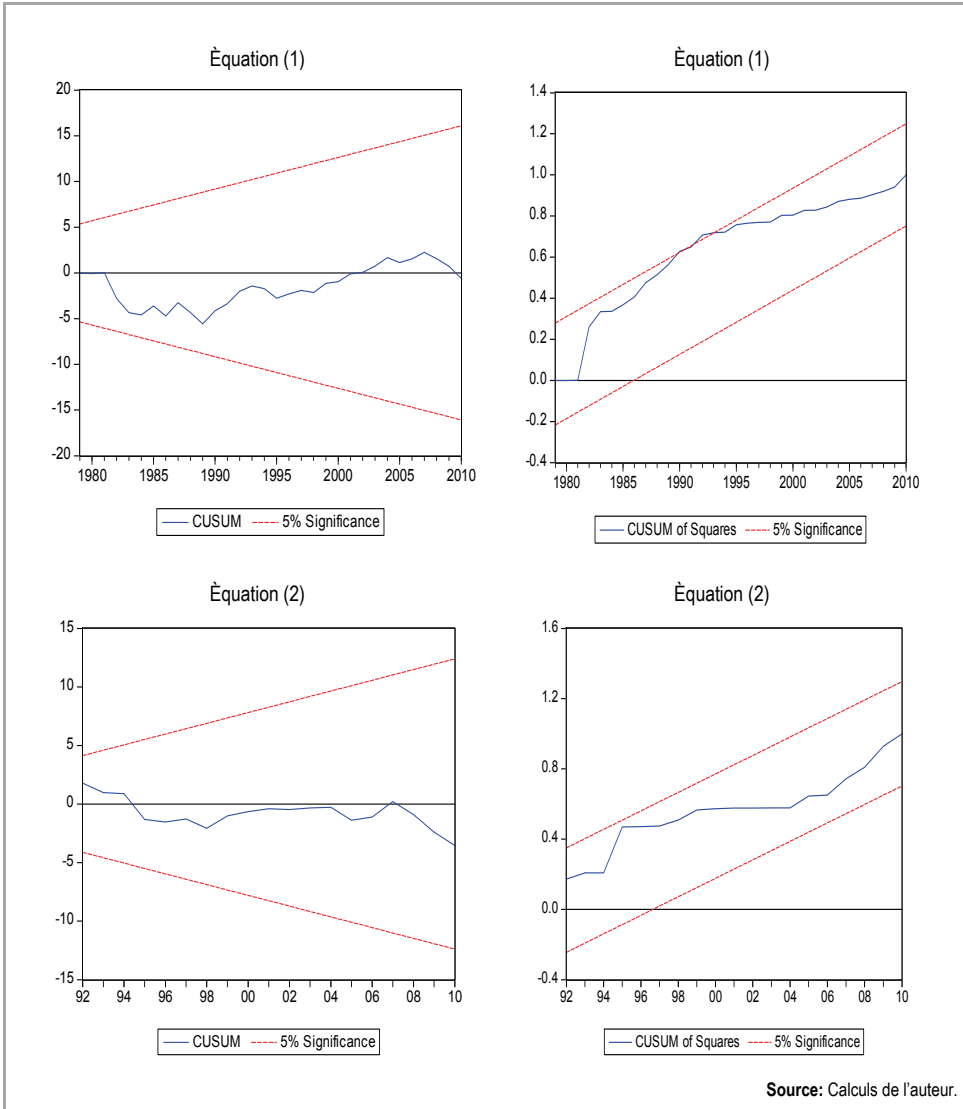 Èquation (1)
20
15
10
5
0
-5
-10
-15
-20
1980 1985 1990 1995 2000 2005 2010
CUSUM 5% Significance
Èquation (1)
1.4
1.2
1.0
0.8
0.6
0.4
0.2
0.0
-0.2
-0.4
1980 1985 1990 1995 2000 2005 2010
CUSUM of Squares 5% Significance
Èquation (2)
15
10
5
0
-5
-10
-15
92 94 96 98 00 02 04 06 08 10
CUSUM 5% Significance
Èquation (2)
1.6
1.2
0.8
0.4
0.0
-0.4
92 94 96 98 00 02 04 06 08 10
CUSUM of Squares 5% Significance
Source: Calculs de l’auteur.